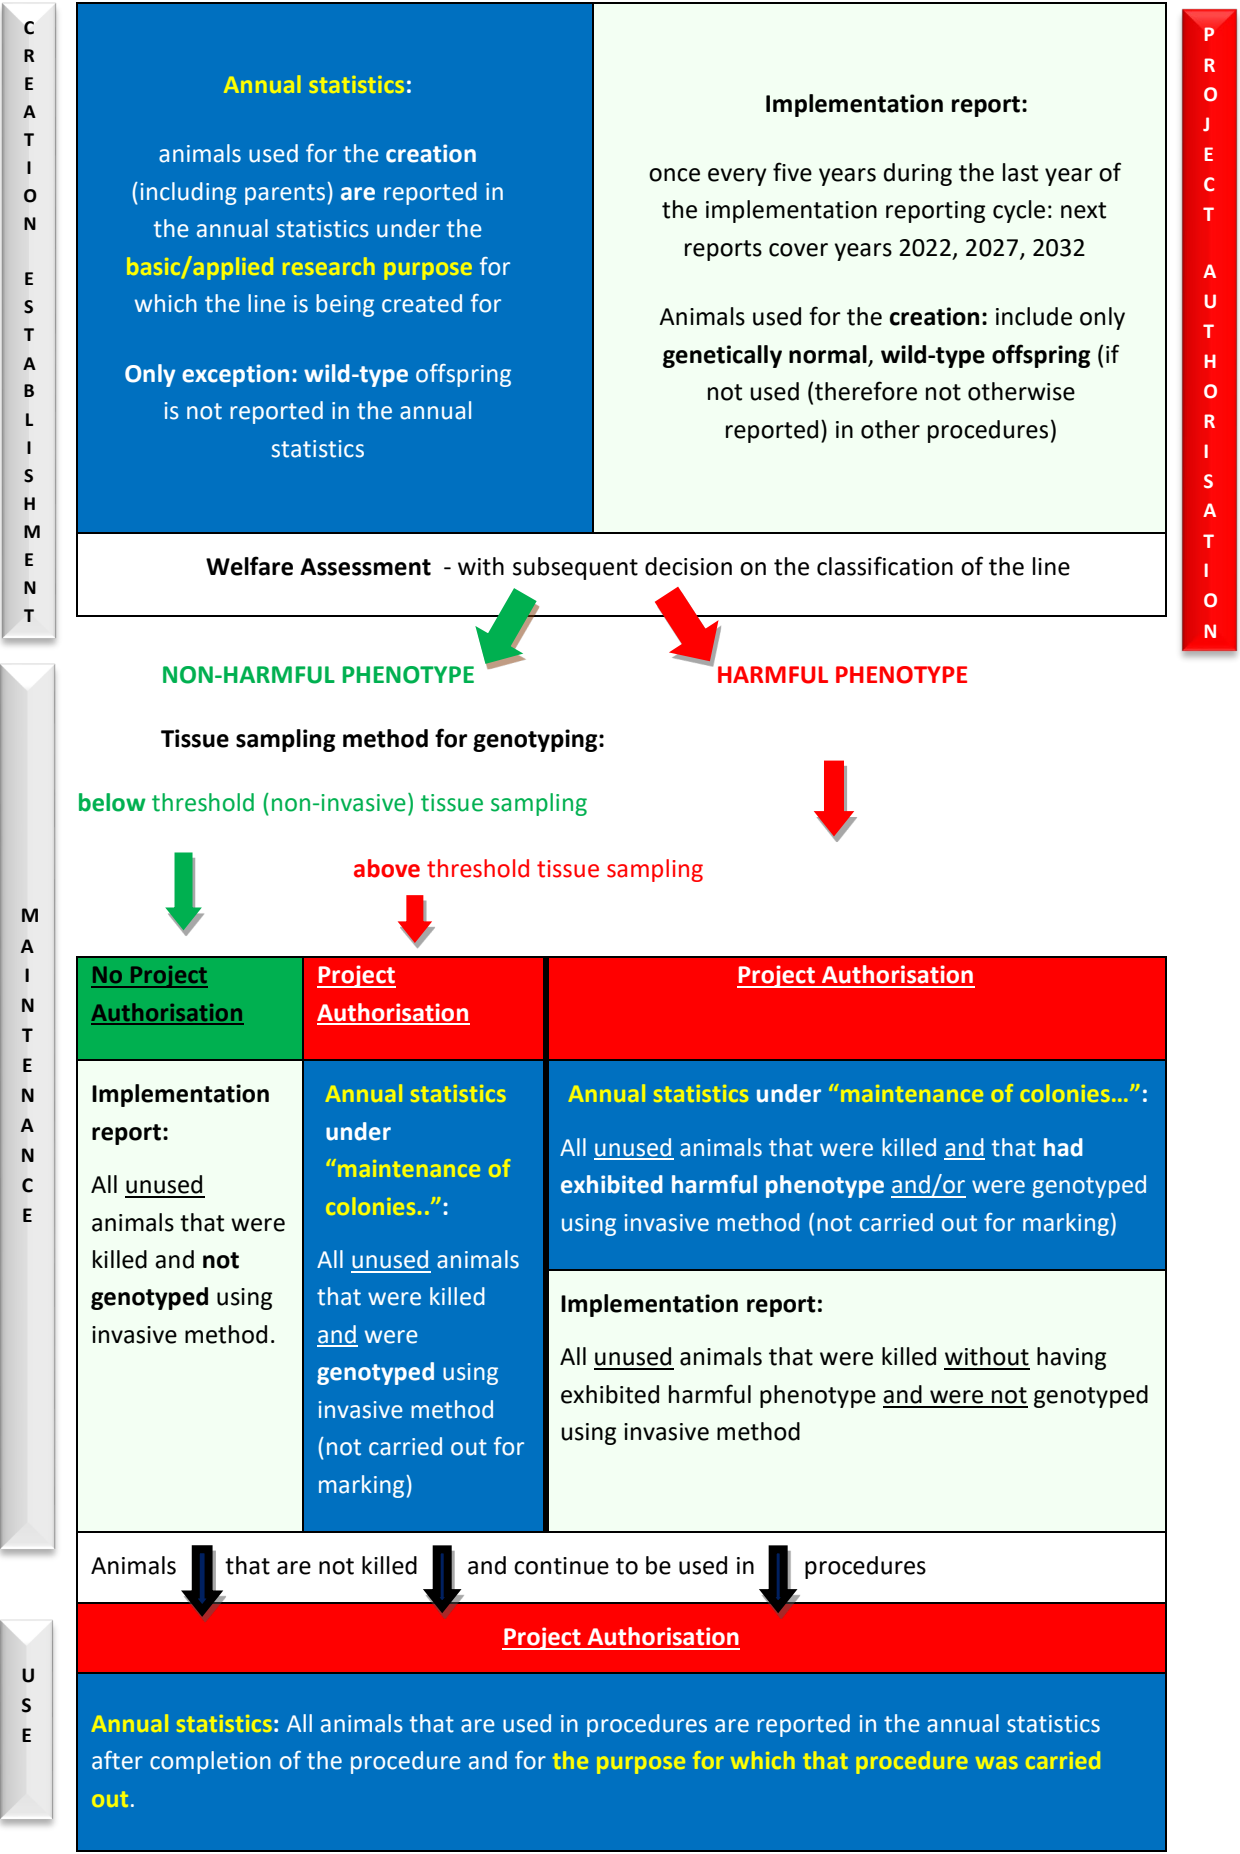 CREATION ESTABLISHMENT
Annual statistics:
animals used for the creation
(including parents) are reported in
the annual statistics under the
basic/applied research purpose for
which the line is being created for
Only exception: wild-type offspring
is not reported in the annual
statistics
Implementation report:
once every five years during the last year of
the implementation reporting cycle: next
reports cover years 2022, 2027, 2032
Animals used for the creation: include only
genetically normal, wild-type offspring (if
not used (therefore not otherwise
reported) in other procedures)
PROJECT AUTHORISATION
Welfare Assessment - with subsequent decision on the classification of the line
NON-HARMFUL PHENOTYPE
HARMFUL PHENOTYPE
Tissue sampling method for genotyping:
below threshold (non-invasive) tissue sampling
above threshold tissue sampling
MAINTENANCE
No Project
Authorisation
Project
Authorisation
Project Authorisation
Implementation
report:
All unused
animals that were
killed and not
genotyped using
invasive method.
Annual statistics
under
“maintenance of
colonies..”:
All unused animals
that were killed
and were
genotyped using
invasive method
(not carried out for
marking)
Annual statistics under “maintenance of colonies…”:
All unused animals that were killed and that had
exhibited harmful phenotype and/or were genotyped
using invasive method (not carried out for marking)
Implementation report:
All unused animals that were killed without having
exhibited harmful phenotype and were not genotyped
using invasive method
Animals that are not killed and continue to be used in procedures
USE
Project Authorisation
Annual statistics: All animals that are used in procedures are reported in the annual statistics
after completion of the procedure and for the purpose for which that procedure was carried
out.